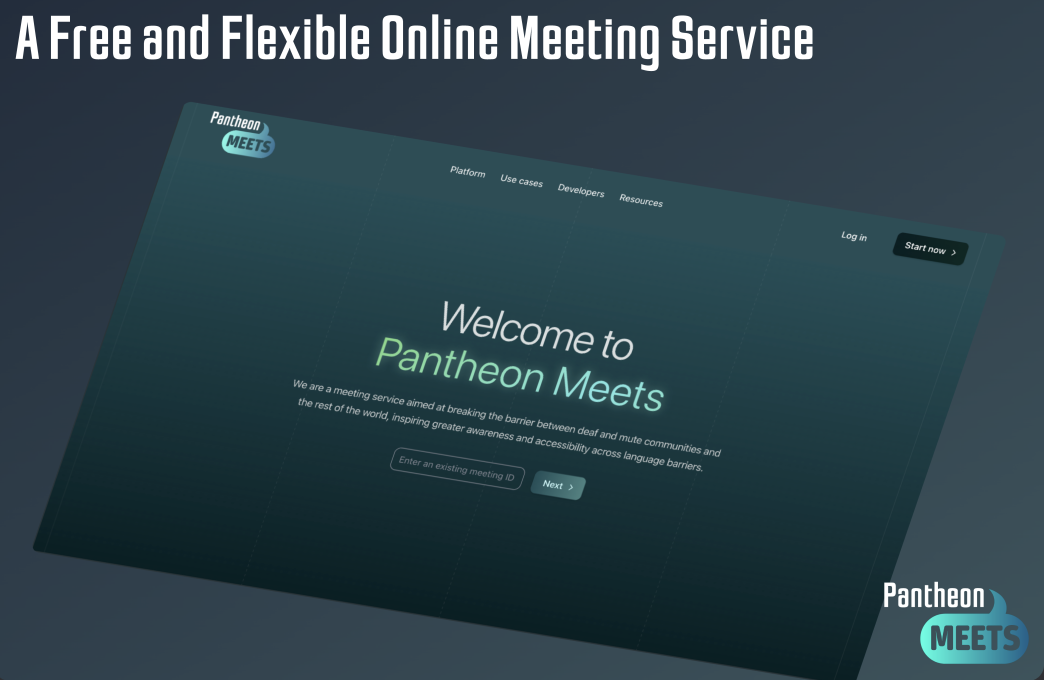 A Free and Flexible Online Meeting Service
Pantheon
MEETS
Platform Use cases Developers Resources
Log in Start now
Welcome to
Pantheon Meets
We are a meeting service aimed at breaking the barrier between deaf and mute communities and
the rest of the world, inspiring greater awareness and accessibility across language barriers.
Enter an existing meeting ID Next
Pantheon
MEETS